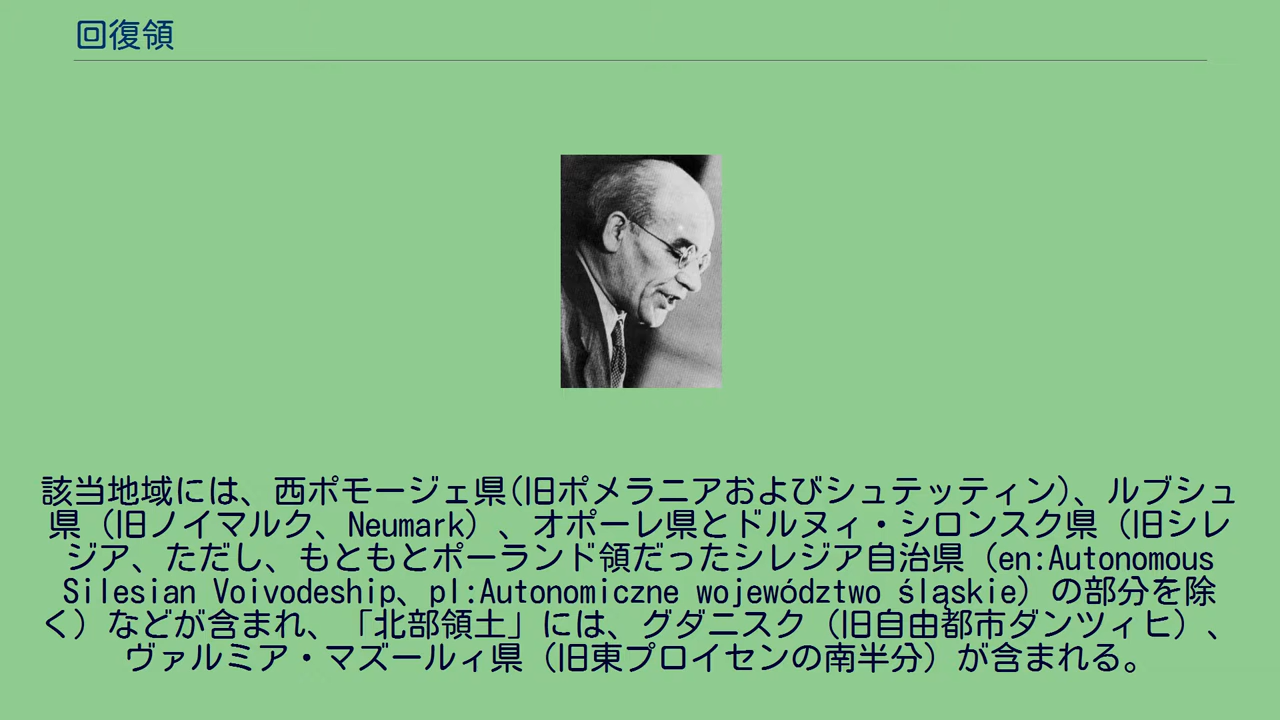 回復領
該当地域には、西ポモージェ県(旧ポメラニアおよびシュテッティン)、ルブシュ
県（旧ノイマルク、Neumark）、オポーレ県とドルヌィ・シロンスク県（旧シレ
ジア、ただし、もともとポーランド領だったシレジア自治県（en:Autonomous
Silesian Voivodeship、pl:Autonomiczne województwo śląskie）の部分を除
く）などが含まれ、「北部領土」には、グダニスク（旧自由都市ダンツィヒ）、
ヴァルミア・マズールィ県（旧東プロイセンの南半分）が含まれる。